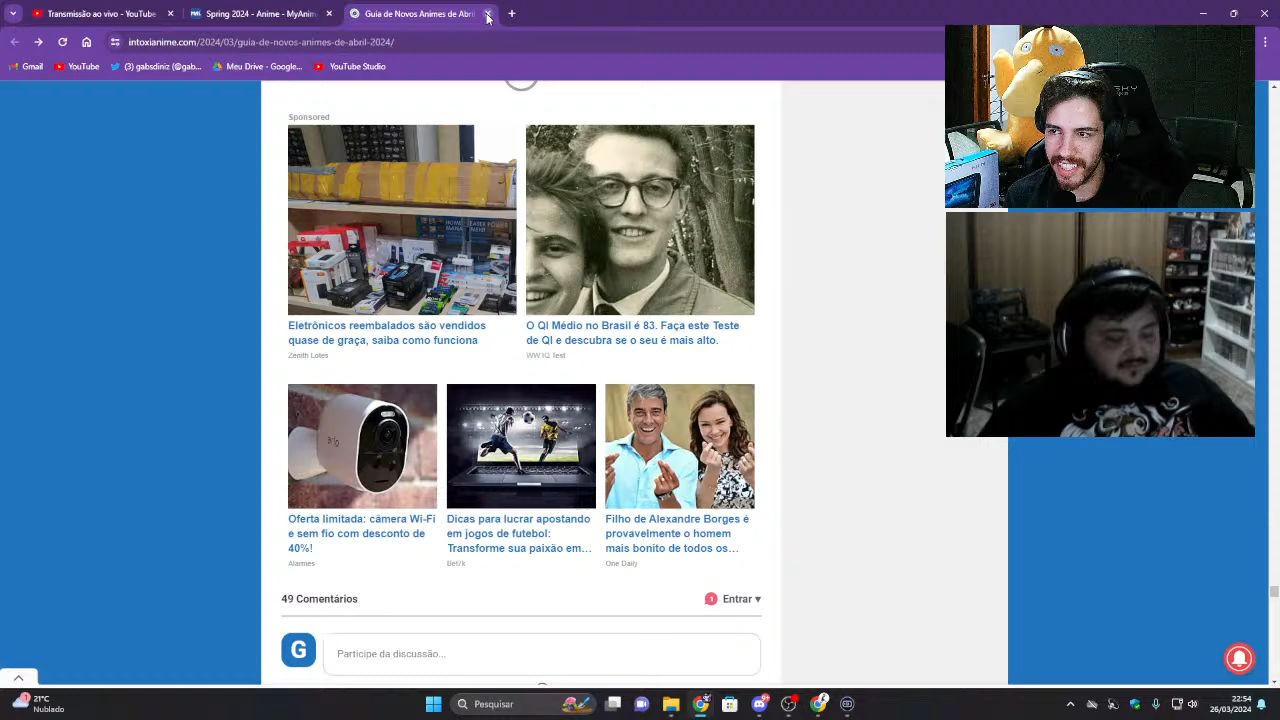 YouTube
Spring 2024 - Anime - MyAnim
Guia de Novos Animes de Abri
intoxianime.com/2024/03/guia-de-novos-animes-de-abril-2024/
Gmail
YouTube
(3) gabsdiniz (@gab...
Meu Drive - Google...
YouTube Studio
Sponsored
Eletrônicos reembalados são vendidos
quase de graça, saiba como funciona
Zenith Lotes
O QI Médio no Brasil é 83. Faça este Teste
de QI e descubra se o seu é mais alto.
WW IQ Test
arlo
Oferta limitada: câmera Wi-Fi
e sem fio com desconto de
40%!
Alarmes
Dicas para lucrar apostando
em jogos de futebol:
Transforme sua paixão em...
Bet7k
Filho de Alexandre Borges é
provavelmente o homem
mais bonito de todos os...
One Daily
49 Comentários
1
Entrar ▾
G
Participe da discussão...
21°C
Nublado
Pesquisar
22:54
26/03/2024